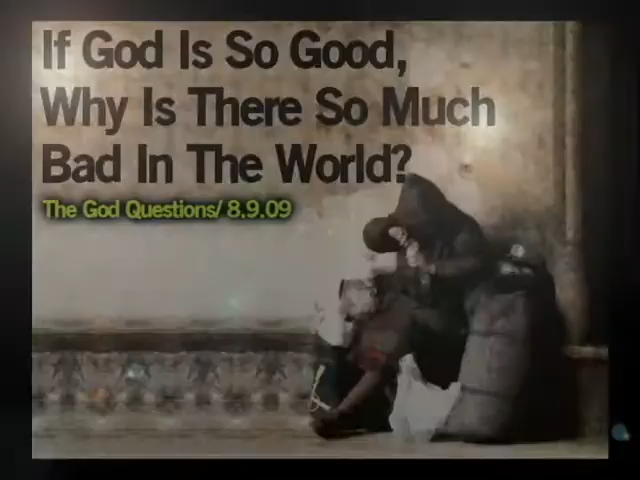 If God Is So Good,
Why Is There So Much
Bad In The World?
The God Questions/ 8.9.09